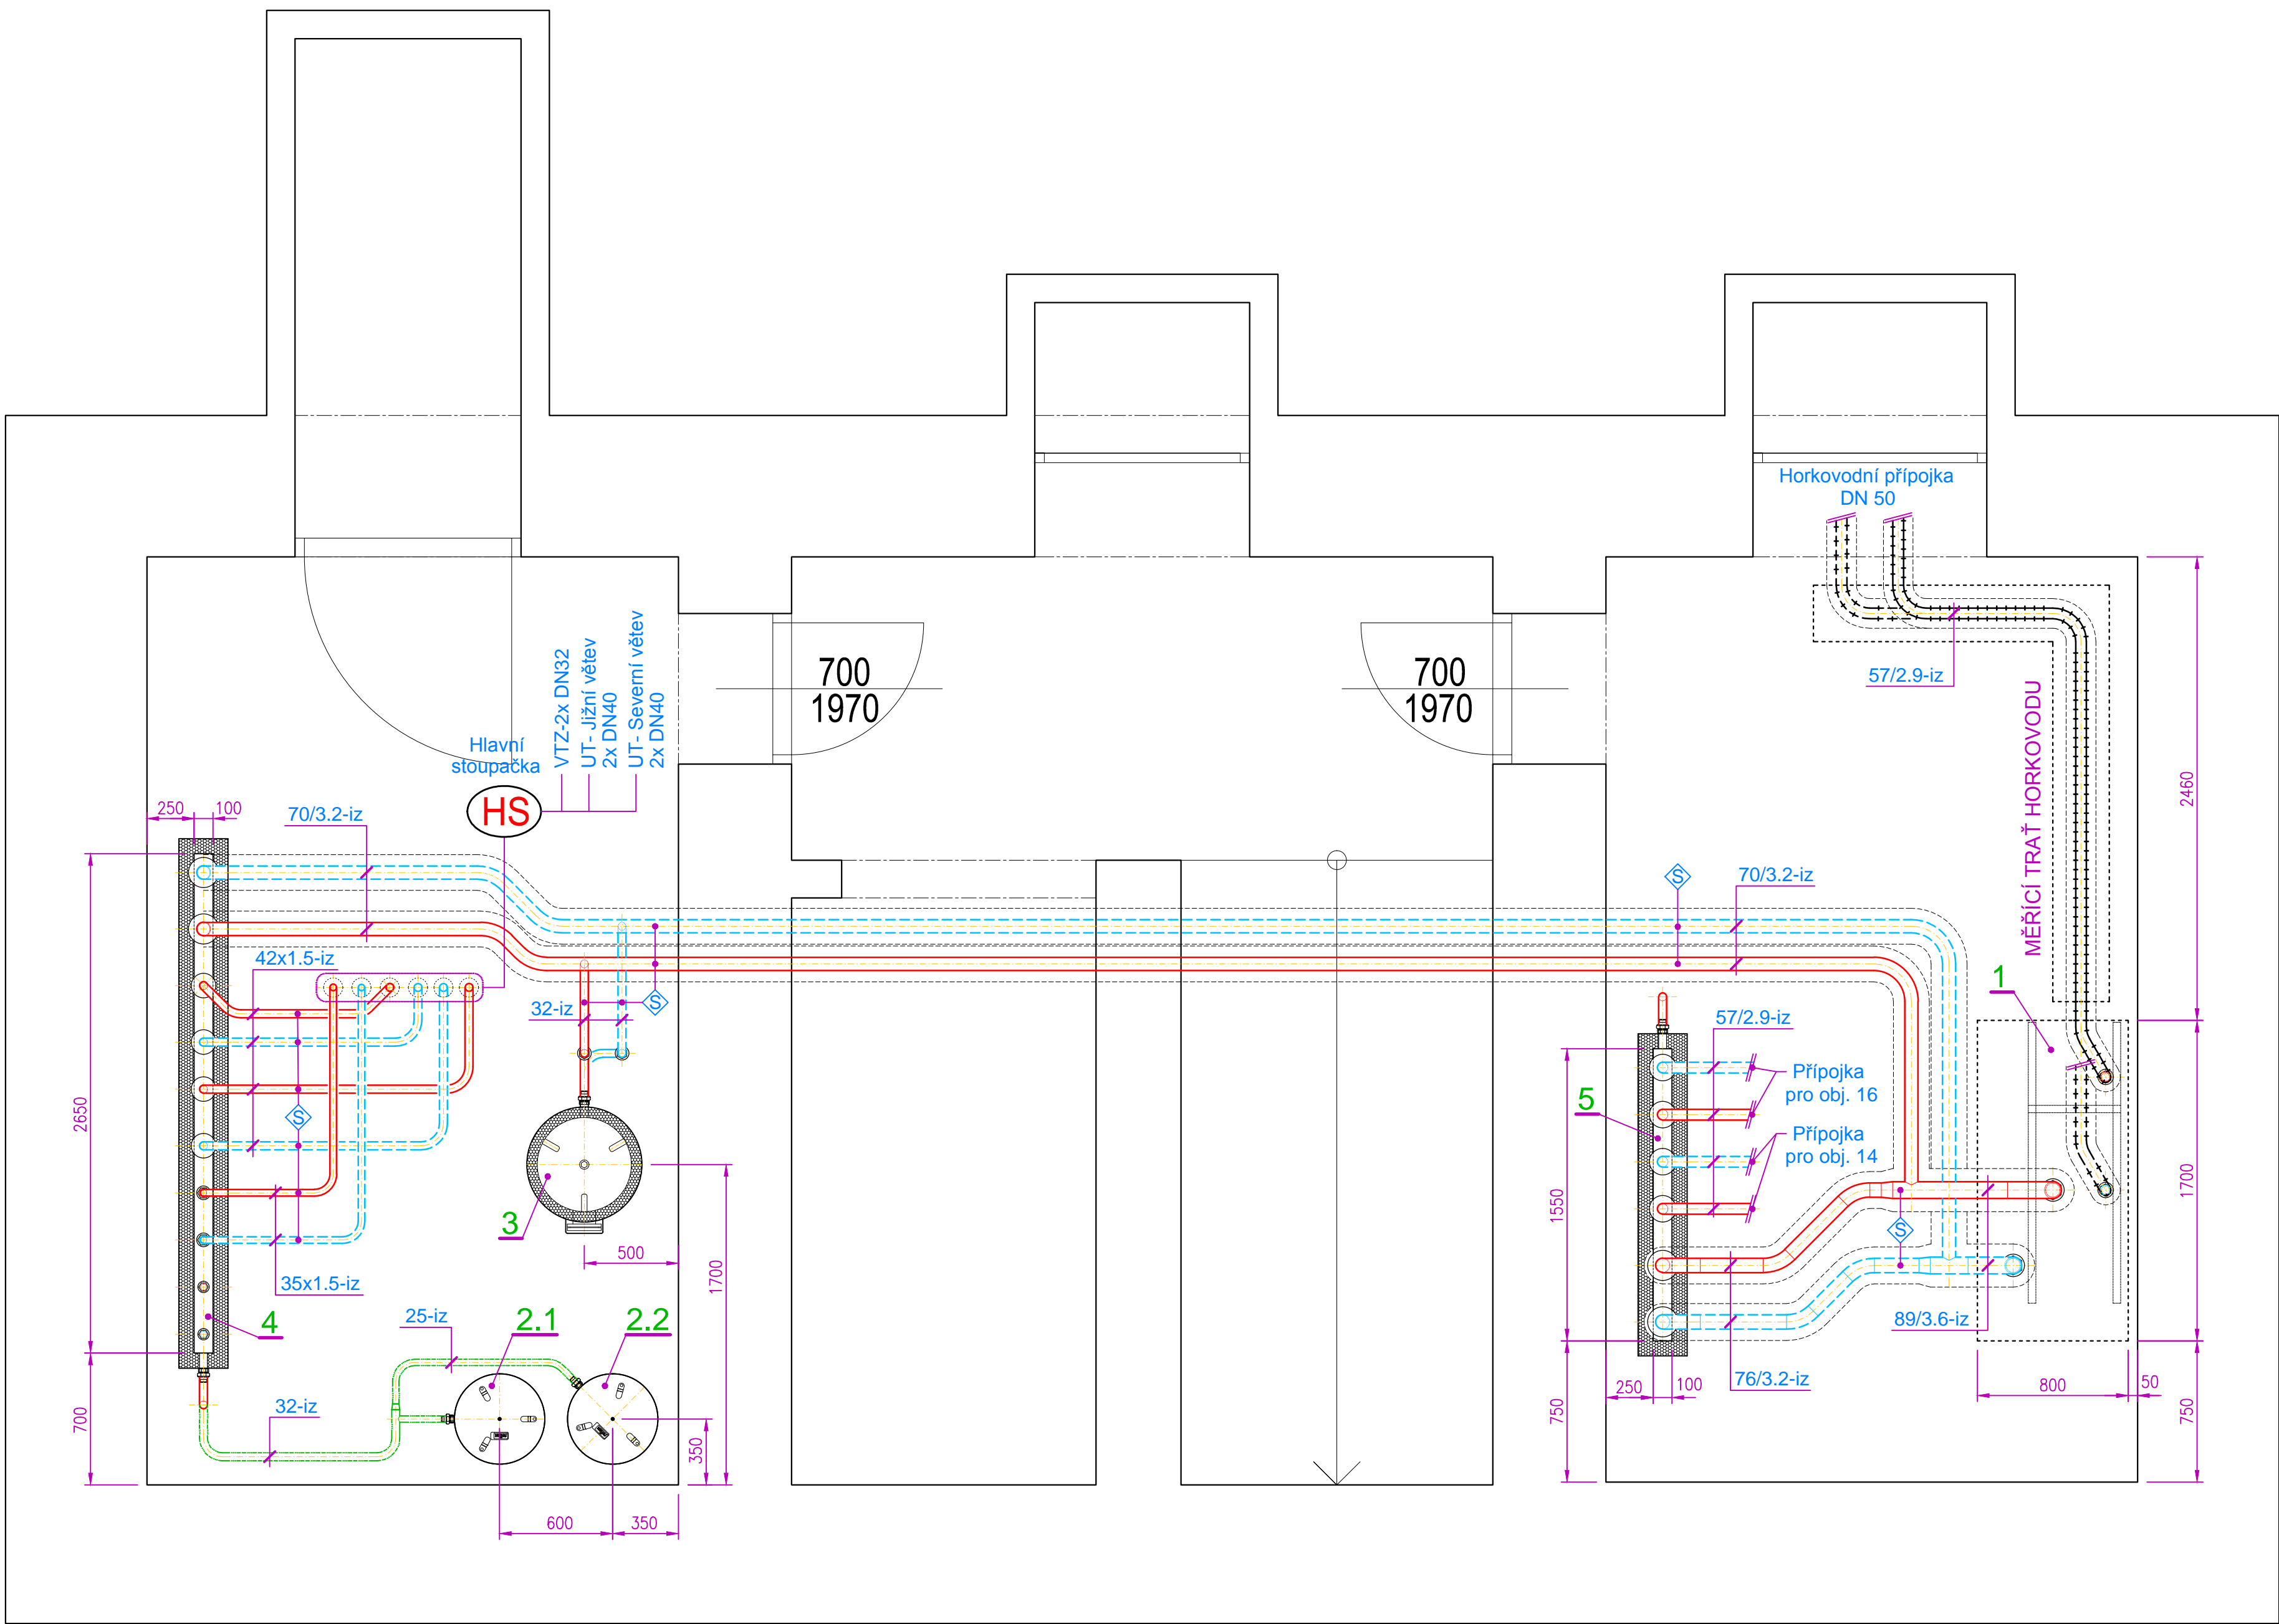 Horkovodní přípojka
DN 50
57/2.9-iz
MĚŘÍCÍ TRAŤ HORKOVODU
2460
700
1970
700
1970
VTZ-2x DN32
UT- Jižní větev
2x DN40
UT- Severní větev
2x DN40
Hlavní
stoupačka
HS
250
100
70/3.2-iz
42x1.5-iz
32-iz
S
S
S
70/3.2-iz
1
57/2.9-iz
Přípojka
pro obj. 16
5
Přípojka
pro obj. 14
2650
1550
1700
3
500
1700
S
35x1.5-iz
4
25-iz
2.1
2.2
89/3.6-iz
76/3.2-iz
250
100
800
50
32-iz
700
350
750
750
600
350